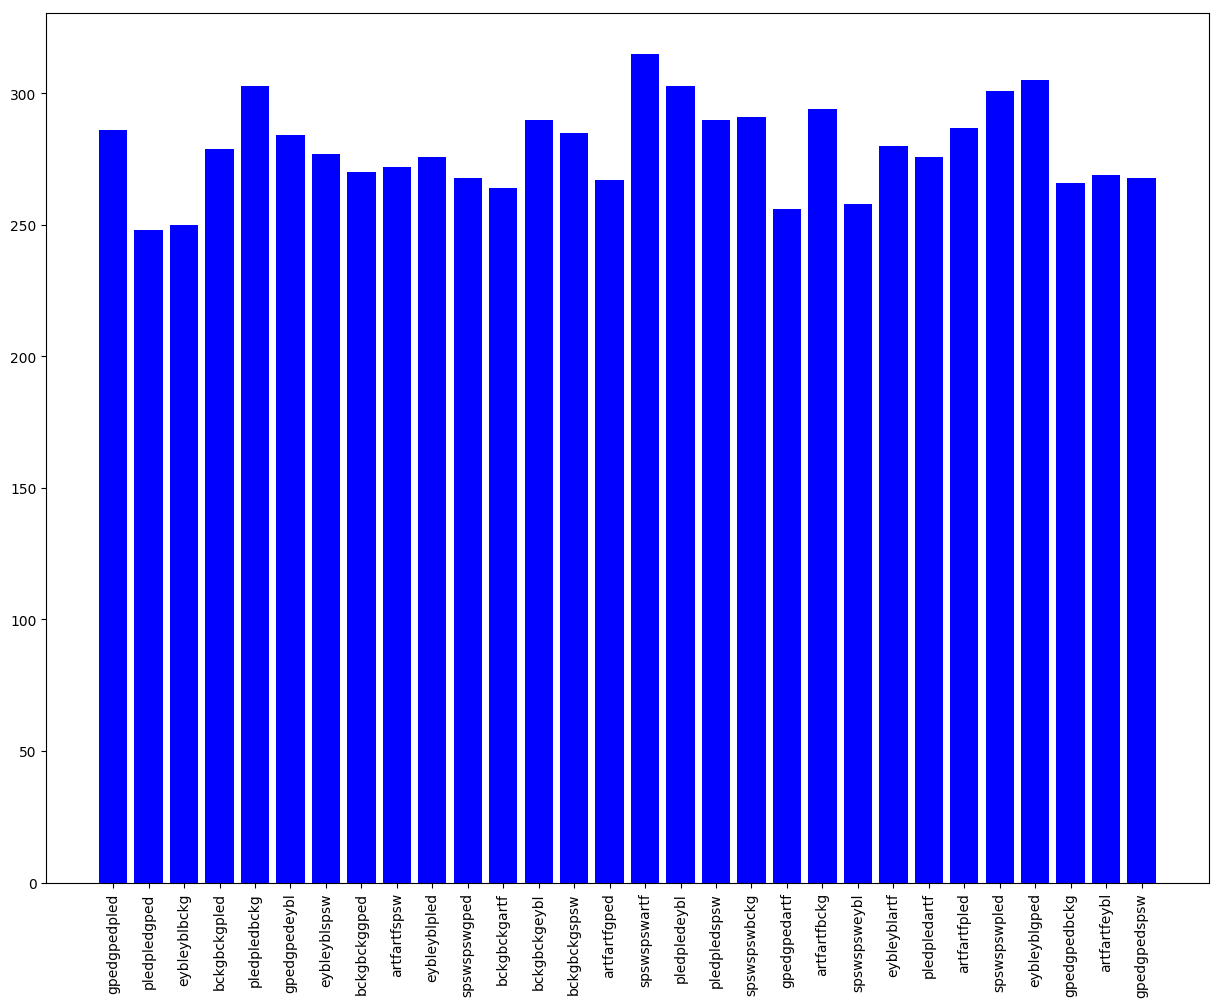 300
250
200
150
100
50
0
gpedgpedpled
pledpledgped
eybleyblbckg
bckgbckgpled
pledpledbckg
gpedgpedeybl
eybleyblspsw
bckgbckggped
artfartfspsw
eybleyblpled
spswspswgped
bckgbckgartf
bckgbckgeybl
bckgbckgspsw
artfartfgped
spswspswartf
pledpledeybl
pledpledspsw
spswspswbckg
gpedgpedartf
artfartfbckg
spswspsweybl
eybleyblartf
pledpledartf
artfartfpled
spswspswpled
eybleyblgped
gpedgpedbckg
artfartfeybl
gpedgpedspsw